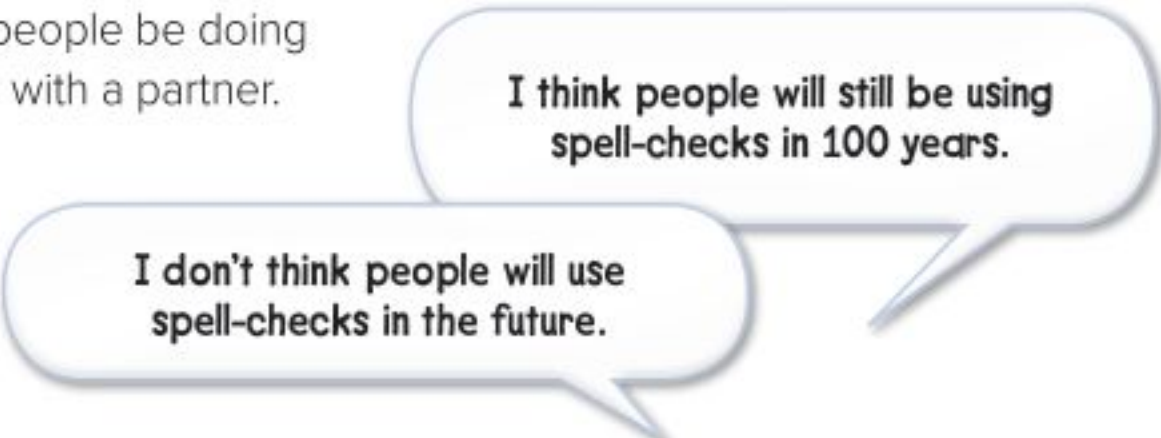 people be doing
with a partner.
I think people will still be using
spell-checks in 100 years.
I don't think people will use
spell-checks in the future.